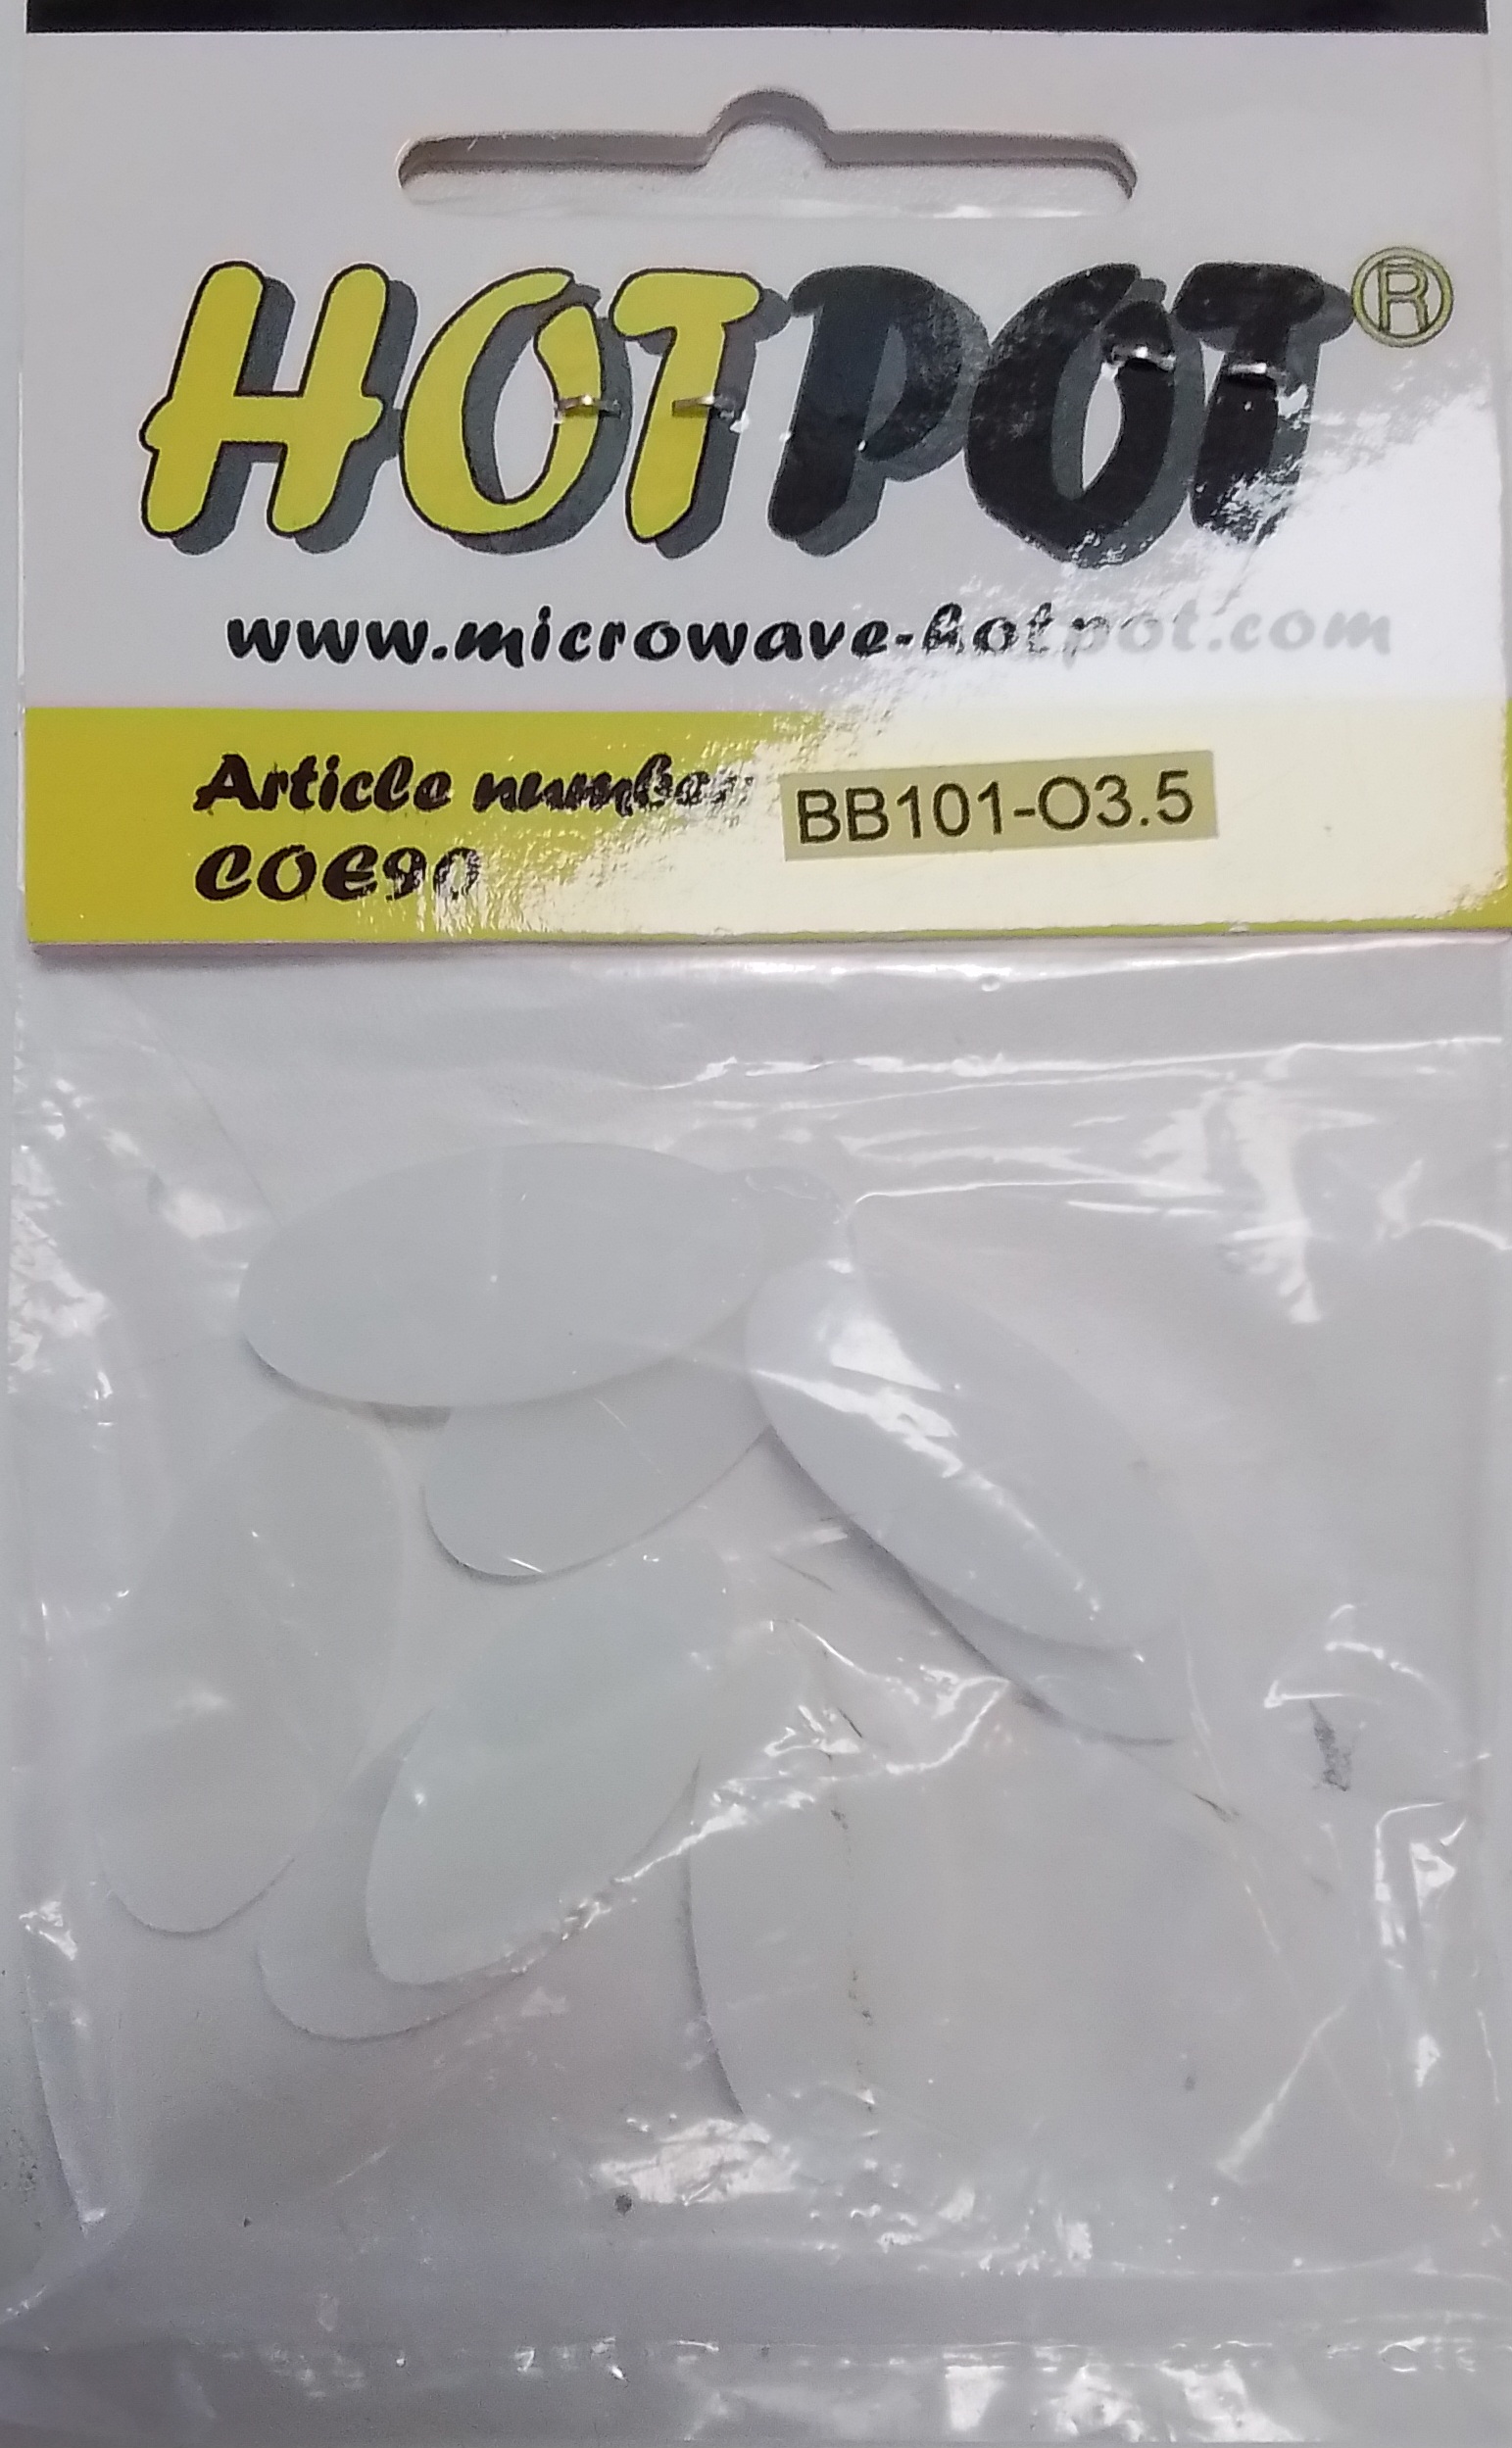 HOTPOT®
www.microwave-hotpot.com
Article number: BB101-O3.5
COE90